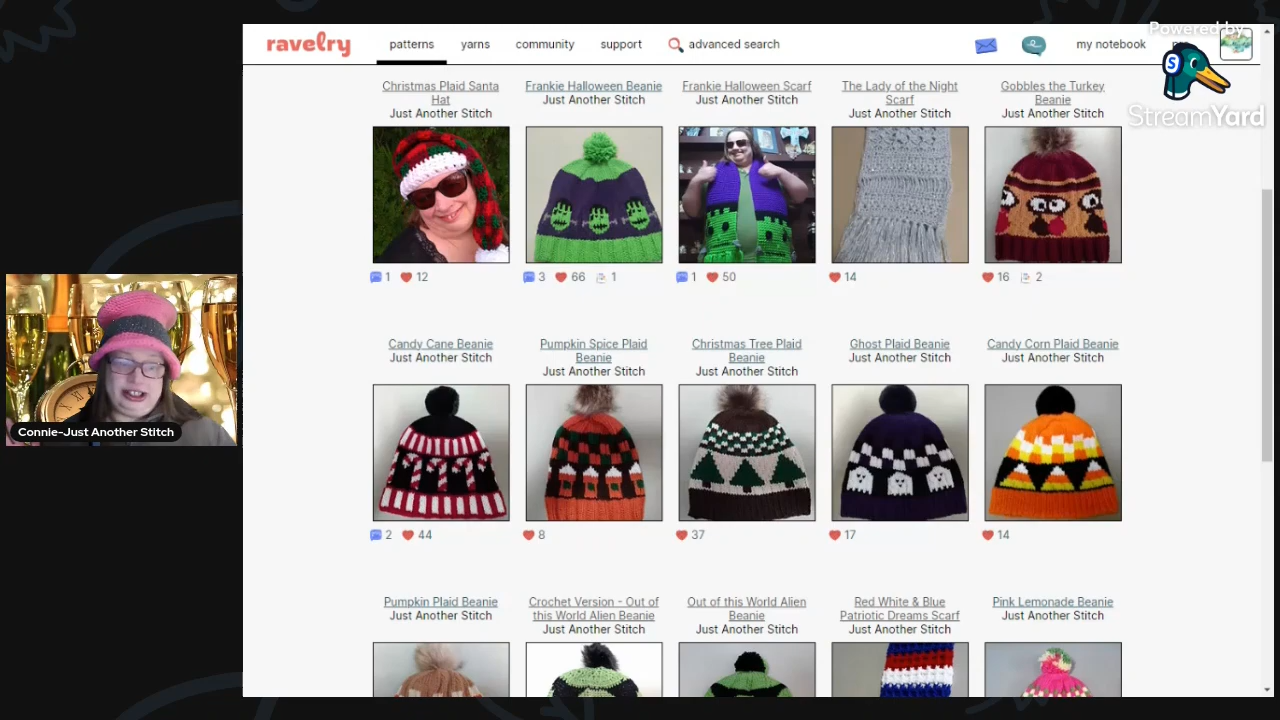 Powered by
StreamYard
ravelry
patterns
yarns
community
support
advanced search
my notebook
Christmas Plaid Santa
Hat
Just Another Stitch
Frankie Halloween Beanie
Just Another Stitch
Frankie Halloween Scarf
Just Another Stitch
The Lady of the Night
Scarf
Just Another Stitch
Gobbles the Turkey
Beanie
Just Another Stitch
1 12
3 66 1
1 50
14
16 2
Candy Cane Beanie
Just Another Stitch
Pumpkin Spice Plaid
Beanie
Just Another Stitch
Christmas Tree Plaid
Beanie
Just Another Stitch
Ghost Plaid Beanie
Just Another Stitch
Candy Corn Plaid Beanie
Just Another Stitch
Connie-Just Another Stitch
2 44
8
37
17
14
Pumpkin Plaid Beanie
Just Another Stitch
Crochet Version - Out of
this World Alien Beanie
Just Another Stitch
Out of this World Alien
Beanie
Just Another Stitch
Red White & Blue
Patriotic Dreams Scarf
Just Another Stitch
Pink Lemonade Beanie
Just Another Stitch